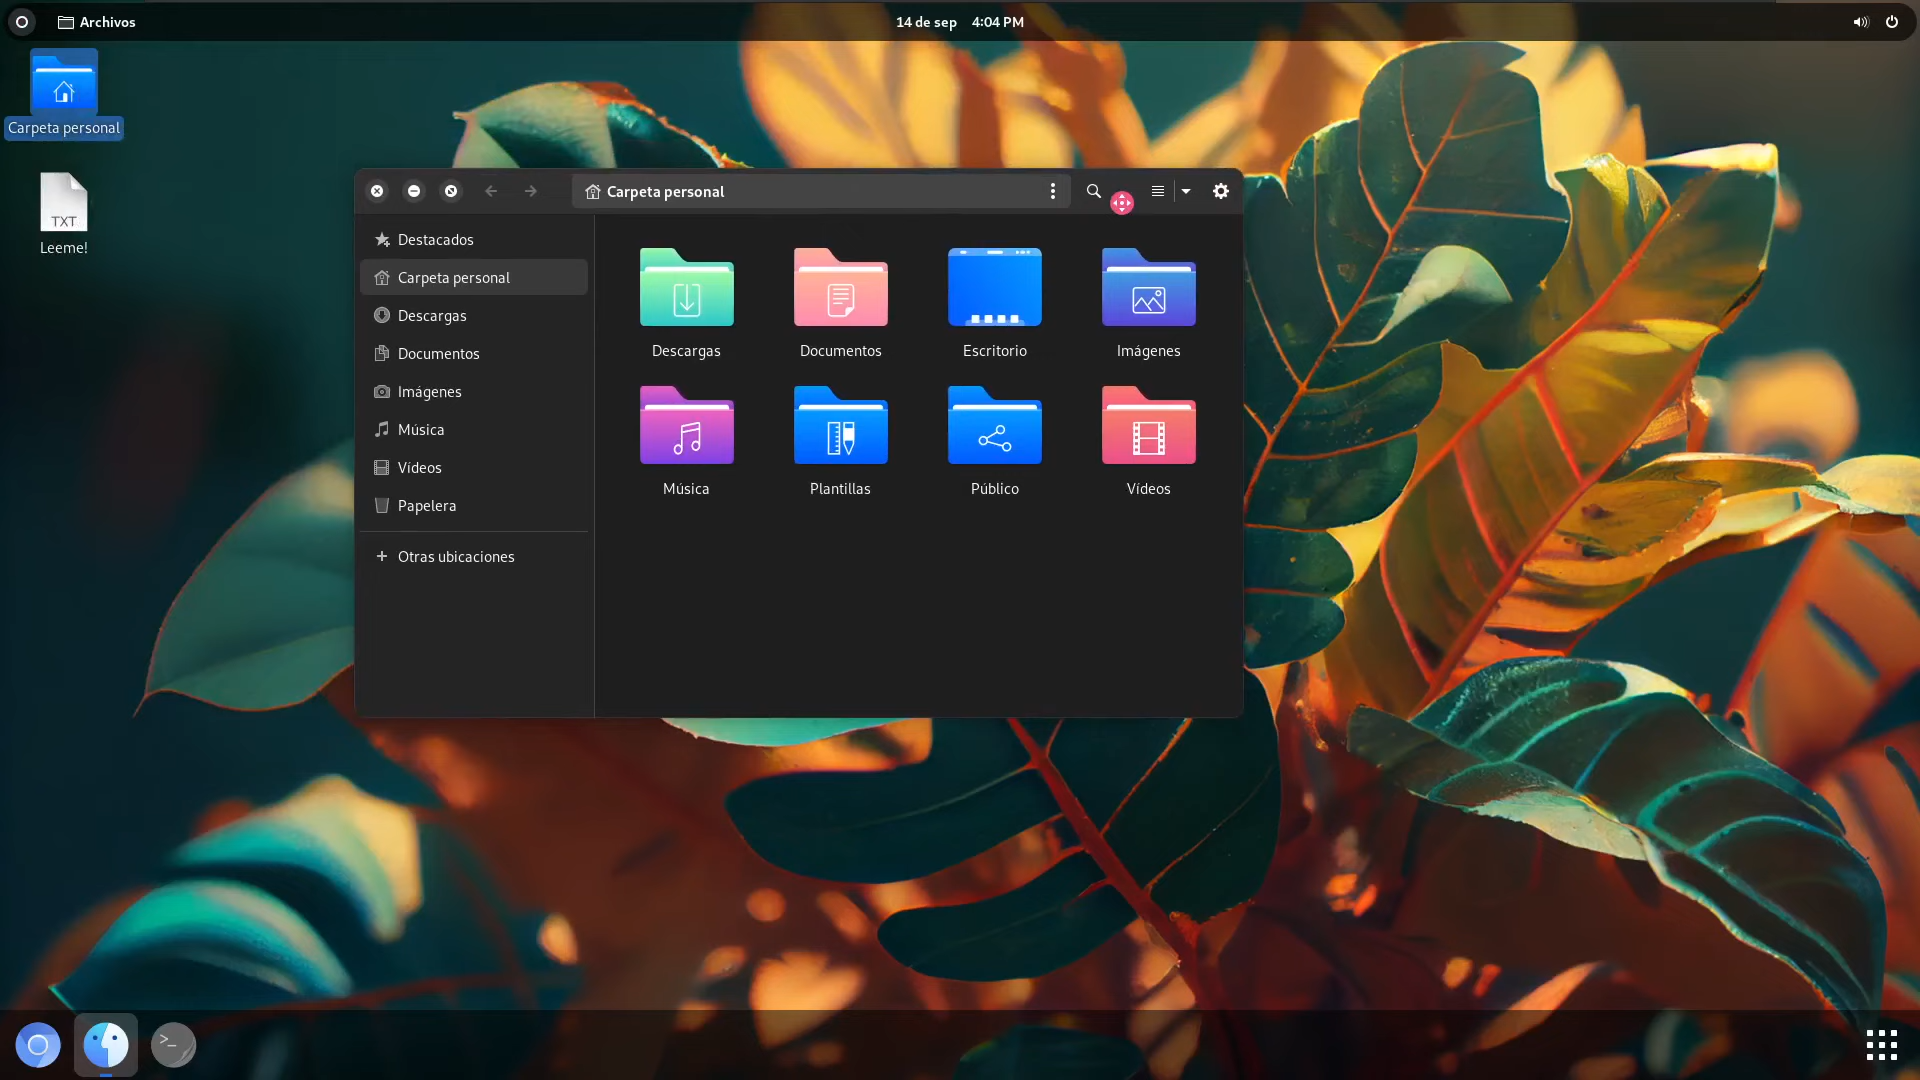 Archivos
14 de sep 4:04 PM
Carpeta personal
TXT
Leeme!
Carpeta personal
Destacados
Carpeta personal
Descargas
Documentos
Imágenes
Música
Vídeos
Papelera
+ Otras ubicaciones
Descargas
Documentos
Escritorio
Imágenes
Música
Plantillas
Público
Vídeos
>_